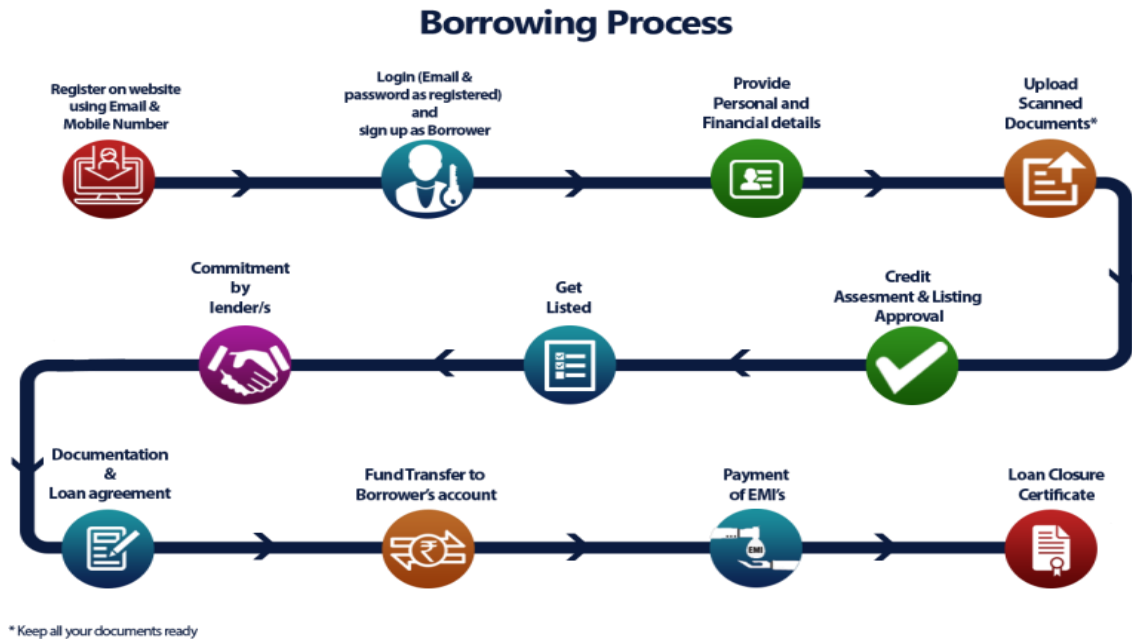 Borrowing Process
Register on website
using Email &
Mobile Number
Login (Email &
password as registered)
and
sign up as Borrower
Provide
Personal and
Financial details
Upload
Scanned
Documents*
Credit
Assesment & Listing
Approval
Get
Listed
Commitment
by
lender/s
Documentation
&
Loan agreement
Fund Transfer to
Borrower's account
₹
Payment
of EMI's
EMI
Loan Closure
Certificate
* Keep all your documents ready